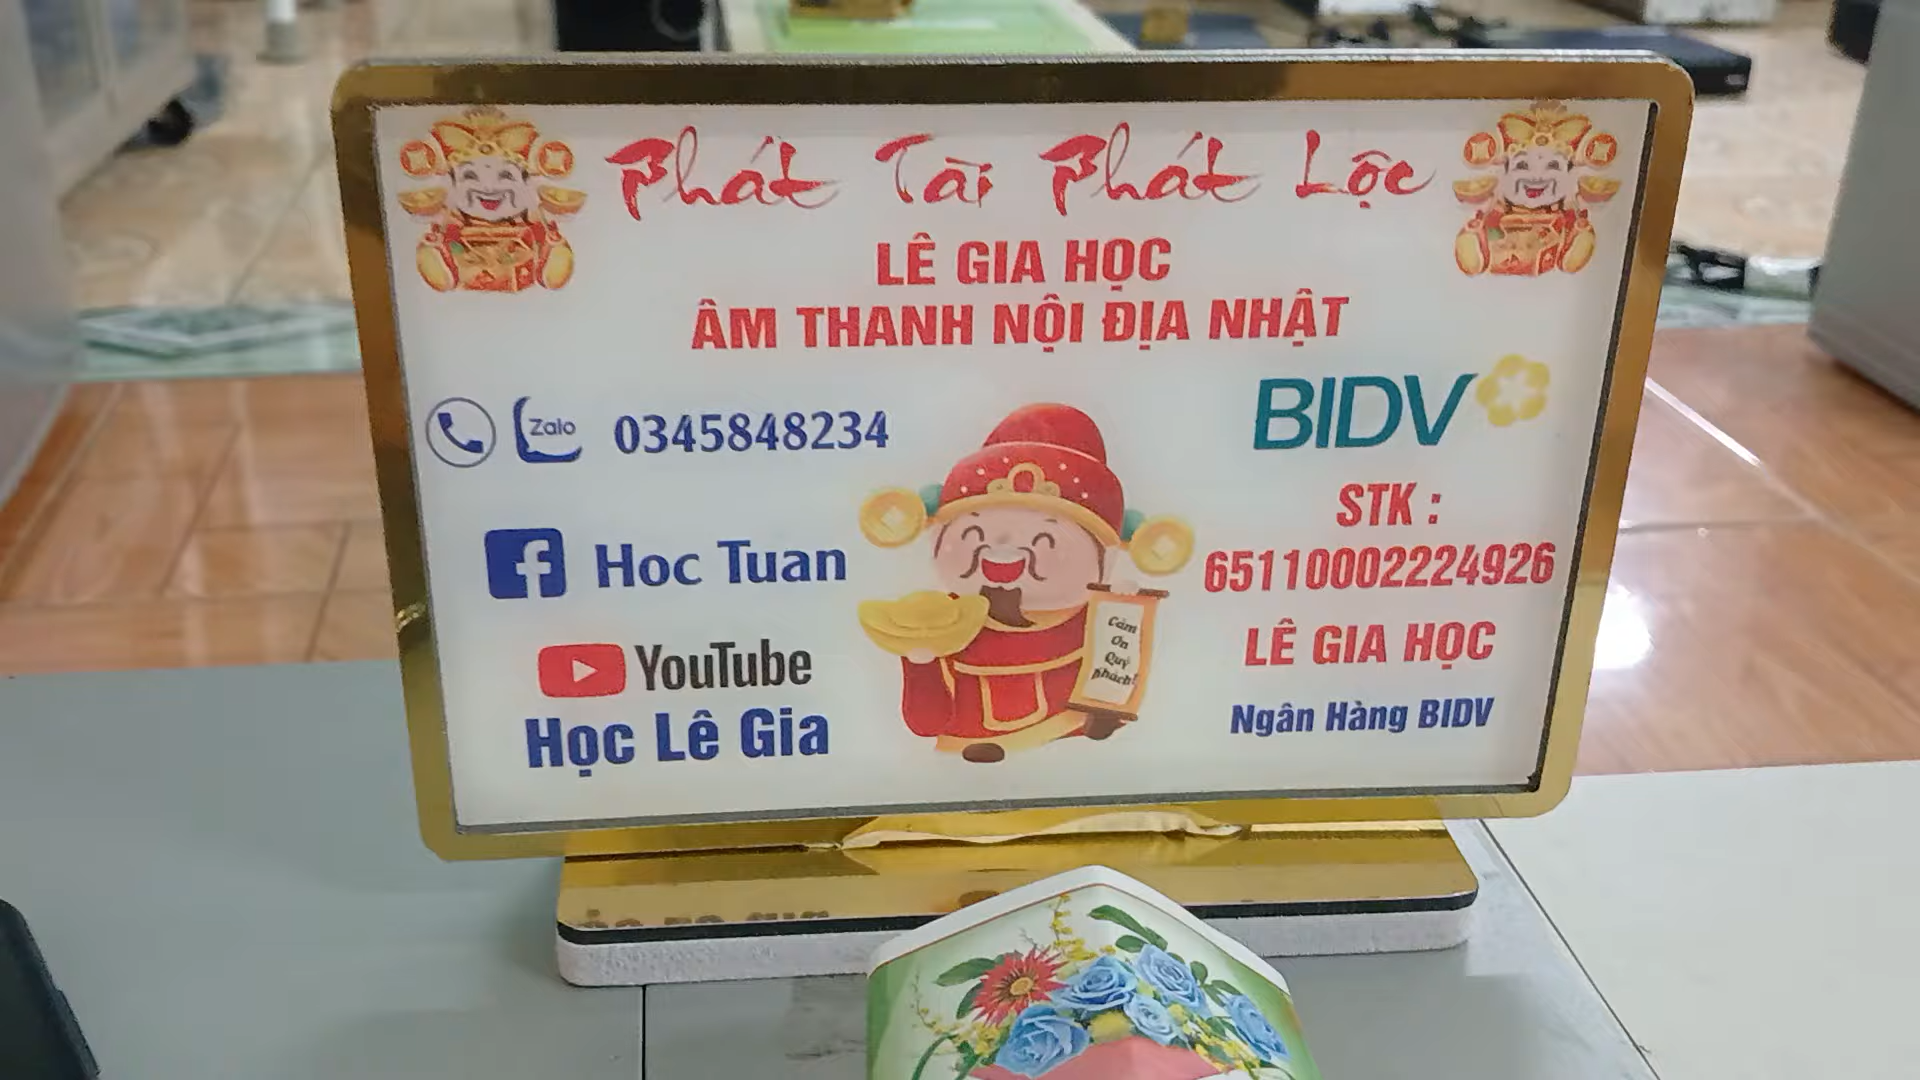 Phát Tài Phát Lộc
LÊ GIA HỌC
ÂM THANH NỘI ĐỊA NHẬT
Zalo 0345848234
Hoc Tuan
YouTube
Học Lê Gia
Cảm
Ơn
Quý
Khách!
BIDV
STK :
65110002224926
LÊ GIA HỌC
Ngân Hàng BIDV